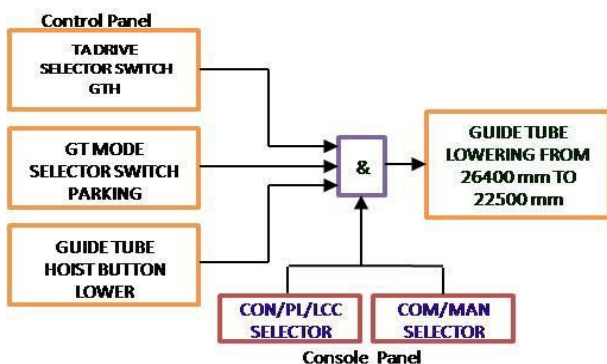 Control Panel
TA DRIVE
SELECTOR SWITCH
GTH
GT MODE
SELECTOR SWITCH
PARKING
GUIDE TUBE
HOIST BUTTON
LOWER
&
GUIDE TUBE
LOWERING FROM
26400 mm TO
22500 mm
CON/PL/LCC
SELECTOR
COM/MAN
SELECTOR
Console Panel